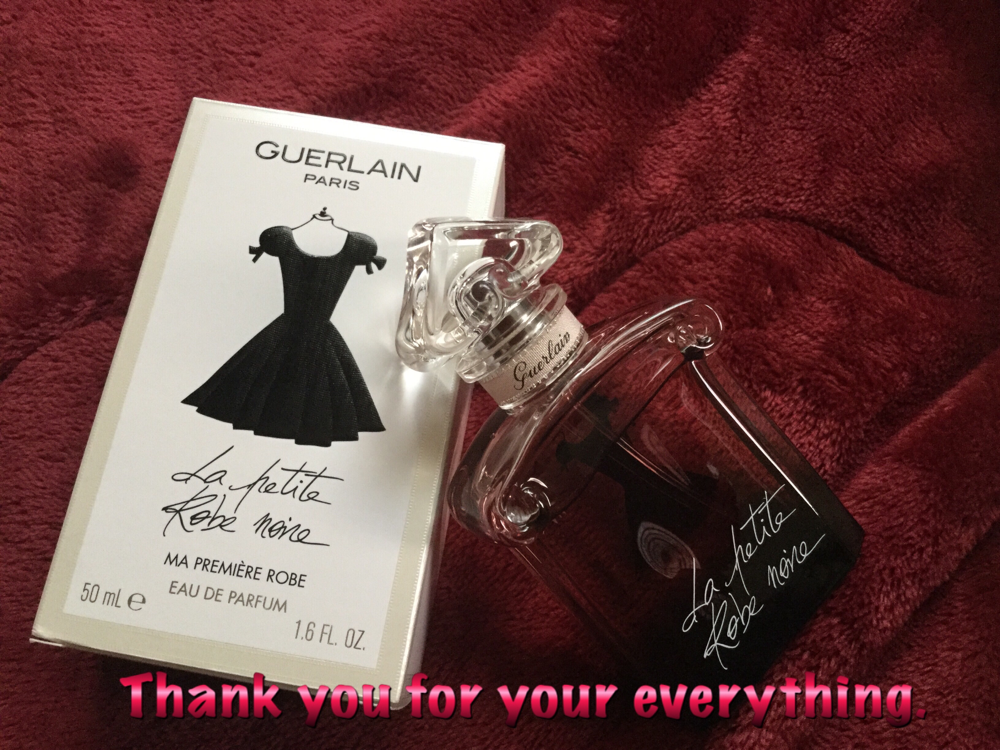 GUERLAIN
PARIS
La petite
Robe noire
MA PREMIÈRE ROBE
EAU DE PARFUM
50 mL ℮
1.6 FL. OZ.
Guerlain
La petite
Robe noire
Thank you for your everything.